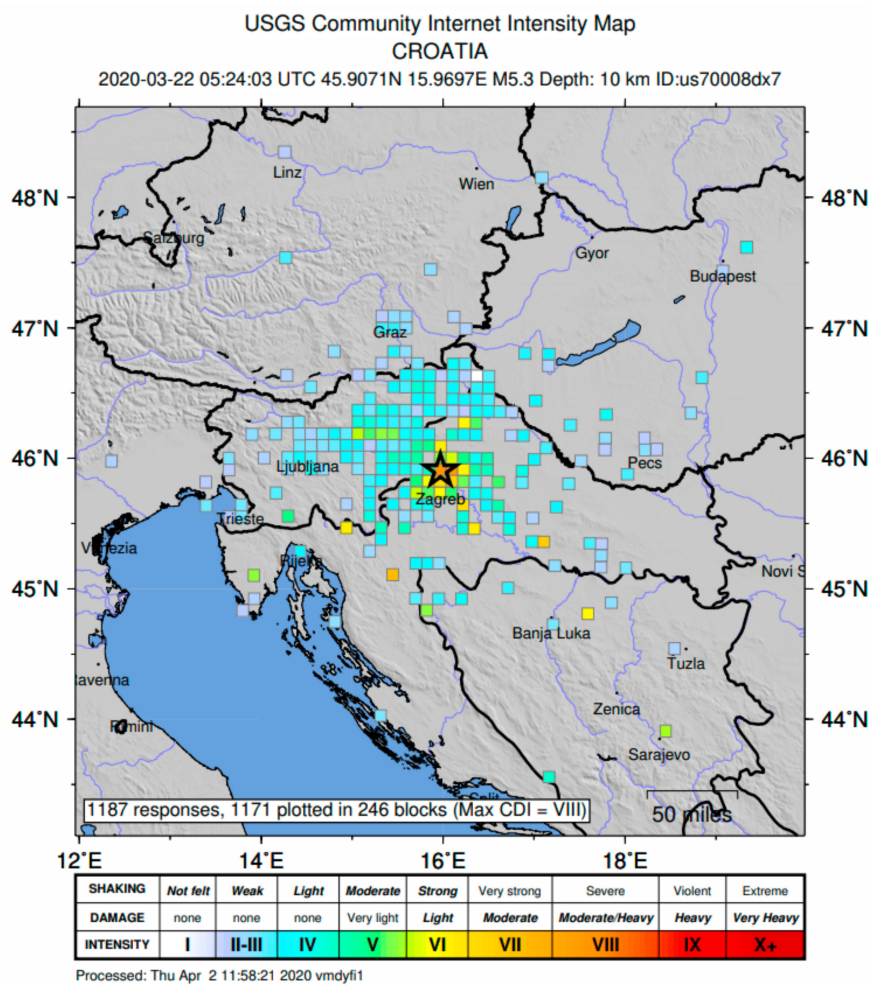 USGS Community Internet Intensity Map
CROATIA
2020-03-22 05:24:03 UTC 45.9071N 15.9697E M5.3 Depth: 10 km ID:us70008dx7
Linz
Wien
48°N
48°N
Salzburg
Gyor
Budapest
47°N
47°N
Graz
46°N
46°N
Ljubljana
Pecs
Zagreb
Trieste
Venezia
Rijeka
Novi S
45°N
45°N
Banja Luka
Tuzla
avenna
Zenica
44°N
44°N
Rimini
Sarajevo
Split
1187 responses, 1171 plotted in 246 blocks (Max CDI = VIII)
50 miles
12°E 14°E 16°E 18°E
SHAKING Not felt Weak Light Moderate Strong Very strong Severe Violent Extreme
DAMAGE none none none Very light Light Moderate Moderate/Heavy Heavy Very Heavy
INTENSITY I II-III IV V VI VII VIII IX X+
Processed: Thu Apr 2 11:58:21 2020 vmdyfi1